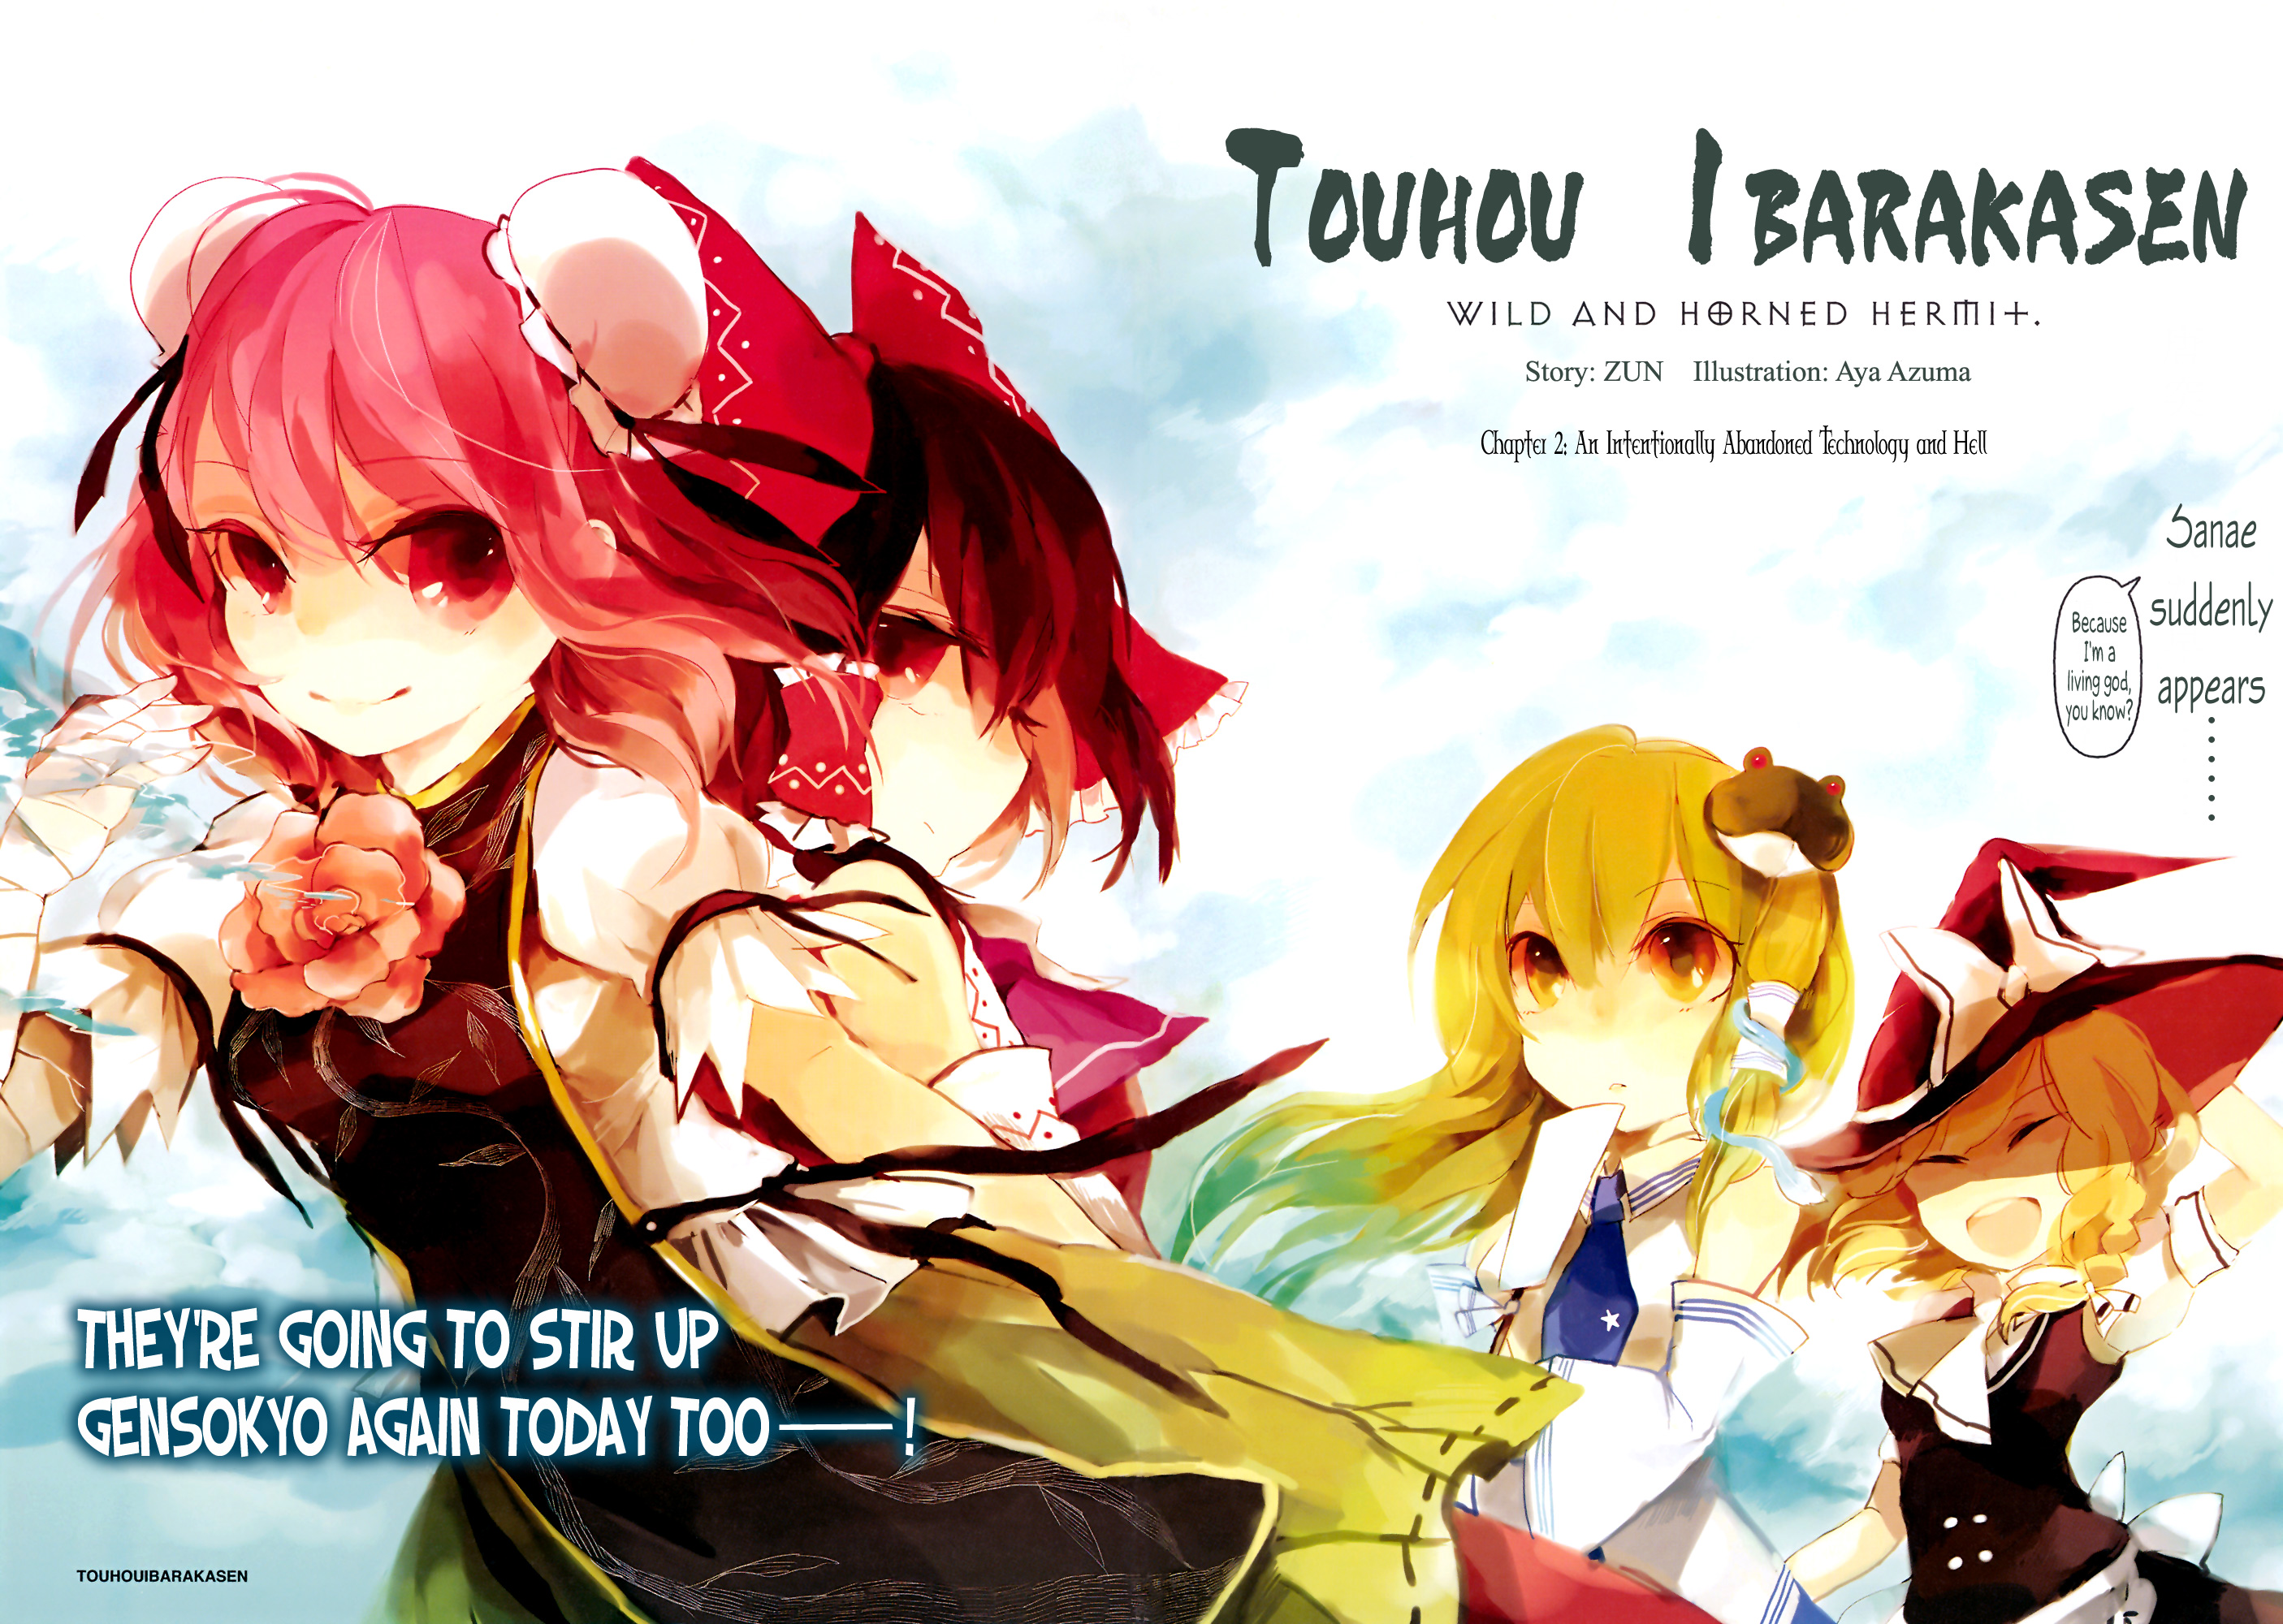 TOUHOU IBARAKASEN
WILD AND HORNED HERMIT.
Story: ZUN Illustration: Aya Azuma
Chapter 2: An Intentionally Abandoned Technology and Hell
Sanae
suddenly
appears
.......
Because
I'm a
living god,
you know?
THEY'RE GOING TO STIR UP
GENSOKYO AGAIN TODAY TOO——!
TOUHOUIBARAKASEN